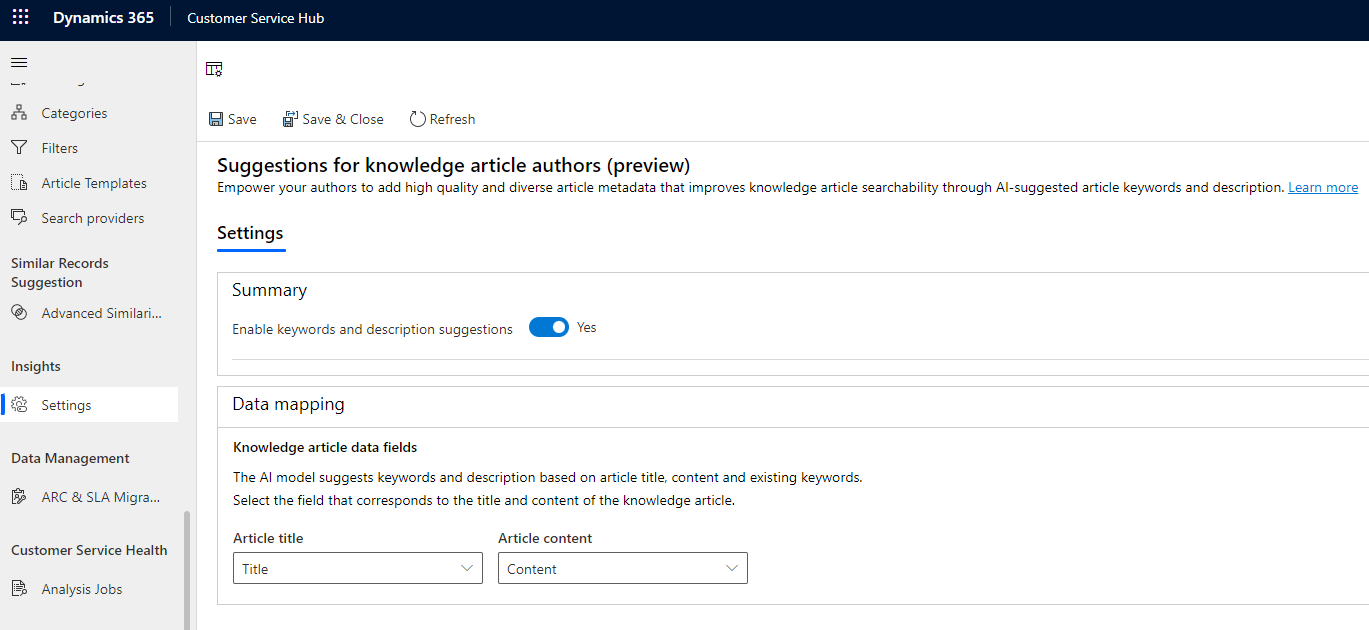 Dynamics 365
Customer Service Hub
Categories
Filters
Article Templates
Search providers
Similar Records
Suggestion
Advanced Similari...
Insights
Settings
Data Management
ARC & SLA Migra...
Customer Service Health
Analysis Jobs
Save
Save & Close
Refresh
Suggestions for knowledge article authors (preview)
Empower your authors to add high quality and diverse article metadata that improves knowledge article searchability through AI-suggested article keywords and description. Learn more
Settings
Summary
Enable keywords and description suggestions
Yes
Data mapping
Knowledge article data fields
The AI model suggests keywords and description based on article title, content and existing keywords.
Select the field that corresponds to the title and content of the knowledge article.
Article title
Article content
Title
Content